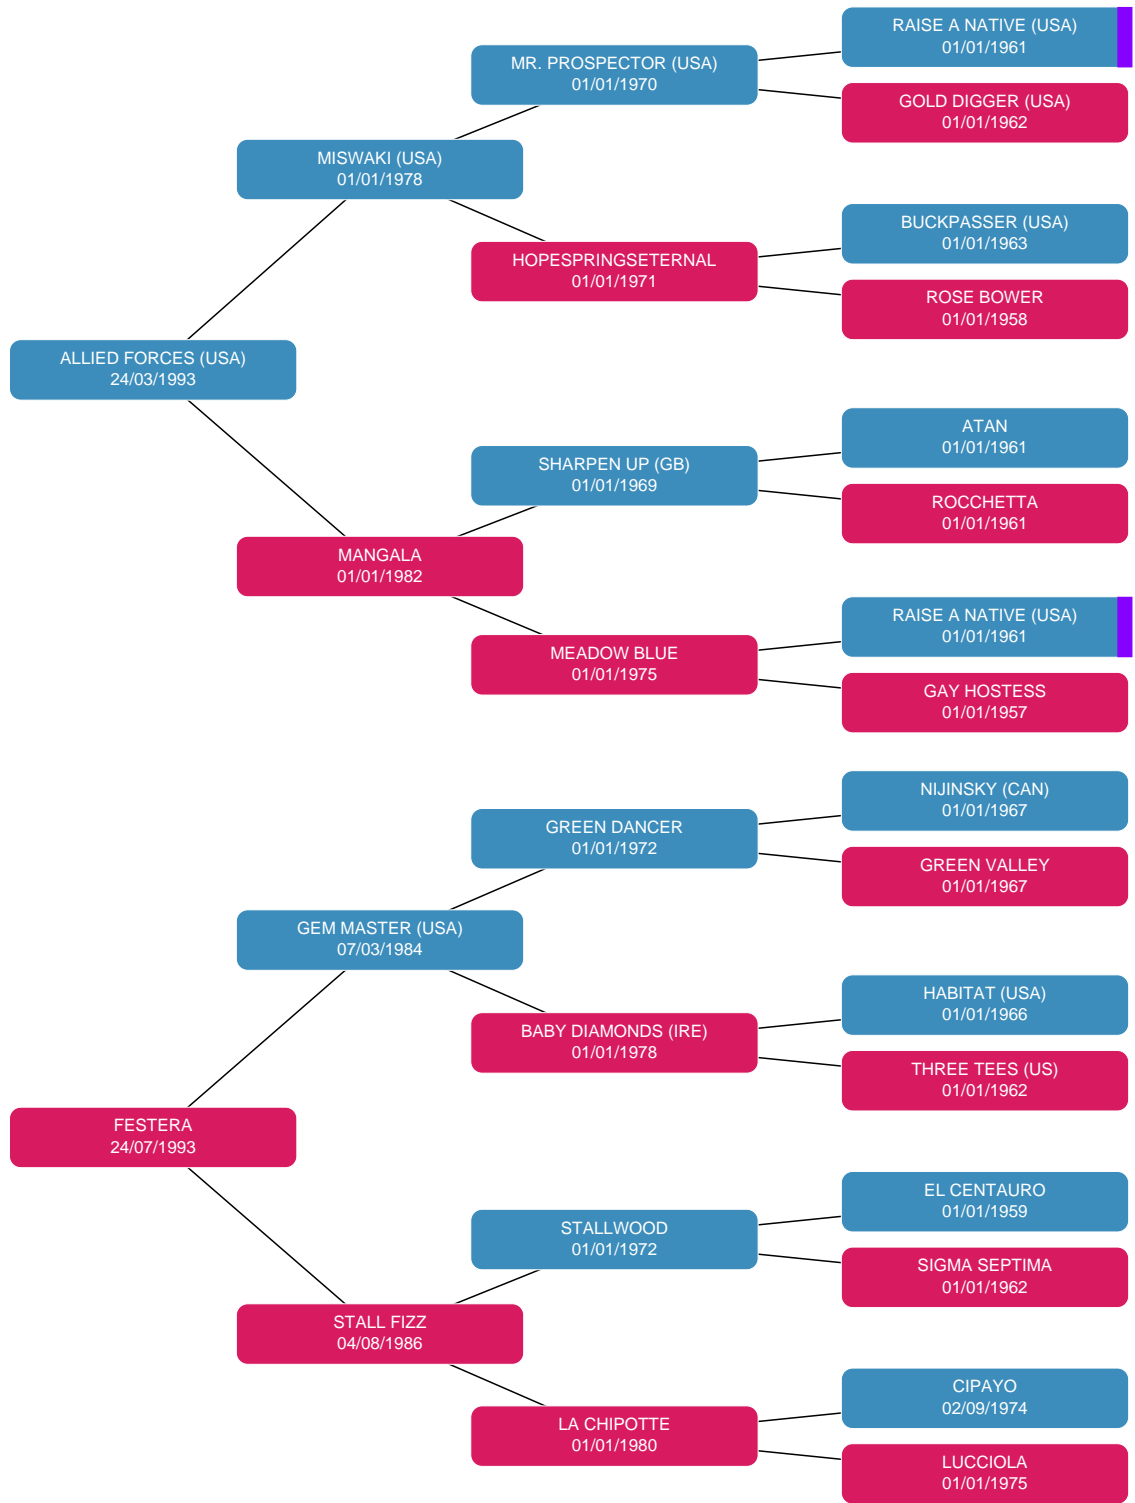 RAISE A NATIVE (USA)
01/01/1961
MR. PROSPECTOR (USA)
01/01/1970
GOLD DIGGER (USA)
01/01/1962
MISWAKI (USA)
01/01/1978
BUCKPASSER (USA)
01/01/1963
HOPESPRINGSETERNAL
01/01/1971
ROSE BOWER
01/01/1958
ALLIED FORCES (USA)
24/03/1993
ATAN
01/01/1961
SHARPEN UP (GB)
01/01/1969
ROCCHETTA
01/01/1961
MANGALA
01/01/1982
RAISE A NATIVE (USA)
01/01/1961
MEADOW BLUE
01/01/1975
GAY HOSTESS
01/01/1957
NIJINSKY (CAN)
01/01/1967
GREEN DANCER
01/01/1972
GREEN VALLEY
01/01/1967
GEM MASTER (USA)
07/03/1984
HABITAT (USA)
01/01/1966
BABY DIAMONDS (IRE)
01/01/1978
THREE TEES (US)
01/01/1962
FESTERA
24/07/1993
EL CENTAURO
01/01/1959
STALLWOOD
01/01/1972
SIGMA SEPTIMA
01/01/1962
STALL FIZZ
04/08/1986
CIPAYO
02/09/1974
LA CHIPOTTE
01/01/1980
LUCCIOLA
01/01/1975